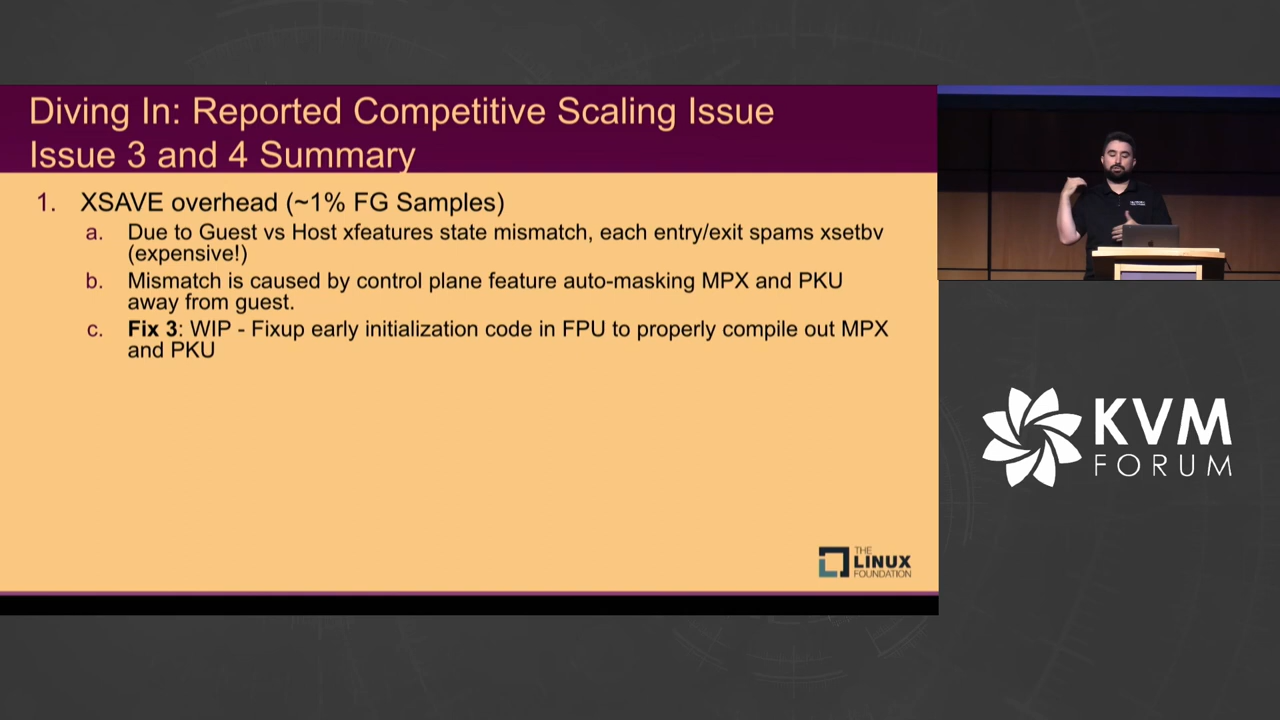 Diving In: Reported Competitive Scaling Issue
Issue 3 and 4 Summary
1. XSAVE overhead (~1% FG Samples)
a. Due to Guest vs Host xfeatures state mismatch, each entry/exit spams xsetbv
(expensive!)
b. Mismatch is caused by control plane feature auto-masking MPX and PKU
away from guest.
c. Fix 3: WIP - Fixup early initialization code in FPU to properly compile out MPX
and PKU
THE
LINUX
FOUNDATION
KVM
FORUM